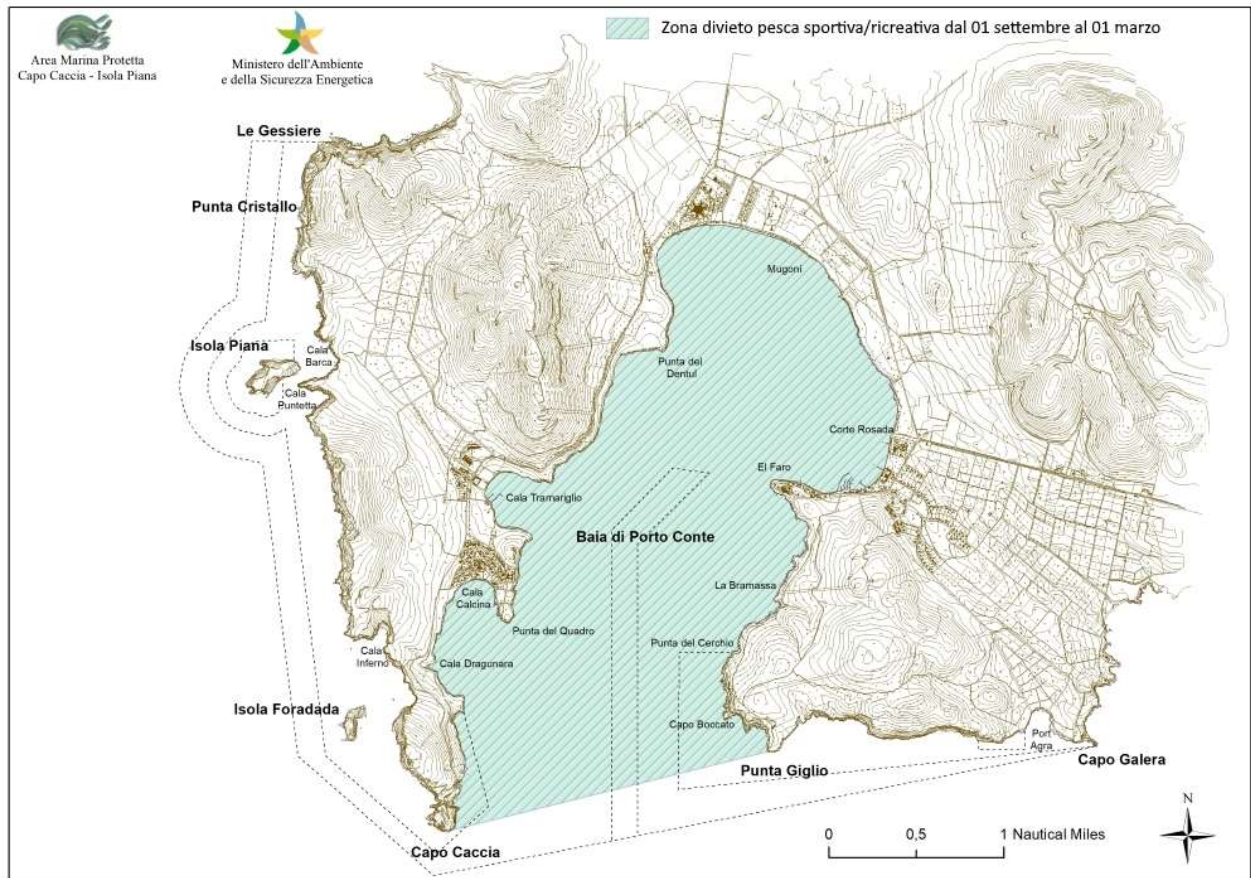 Zona divieto pesca sportiva/ricreativa dal 01 settembre al 01 marzo
Area Marina Protetta
Capo Caccia - Isola Piana
Ministero dell'Ambiente
e della Sicurezza Energetica
Le Gessiere
Punta Cristallo
Mugoni
Isola Piana
Cala
Barca
Punta del
Dentul
Cala
Puntetta
Corte Rosada
El Faro
Cala Tramariglio
Baia di Porto Conte
La Bramassa
Cala
Calcina
Punta del Quadro
Punta del Cerchio
Cala
Inferno
Cala Dragunara
Isola Foradada
Capo Boccato
Port
Agra
Punta Giglio
Capo Galera
Capo Caccia
N
0 0,5 1 Nautical Miles